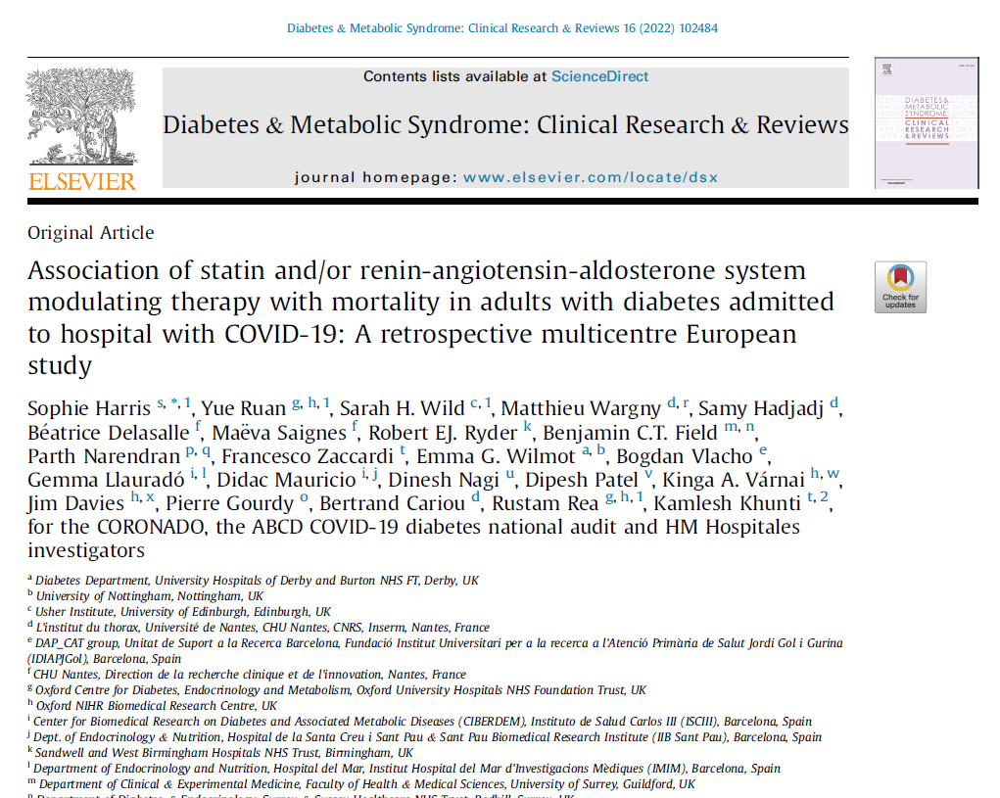 Diabetes & Metabolic Syndrome: Clinical Research & Reviews 16 (2022) 102484
Contents lists available at ScienceDirect
Diabetes & Metabolic Syndrome: Clinical Research & Reviews
journal homepage: www.elsevier.com/locate/dsx
ELSEVIER
DIABETES &
METABOLIC
SYNDROME:
CLINICAL
RESEARCH
& REVIEWS
Original Article
Association of statin and/or renin-angiotensin-aldosterone system
modulating therapy with mortality in adults with diabetes admitted
to hospital with COVID-19: A retrospective multicentre European
study
Check for
updates
Sophie Harris s, *, 1, Yue Ruan g, h, 1, Sarah H. Wild c, 1, Matthieu Wargny d, r, Samy Hadjadj d,
Béatrice Delasalle f, Maëva Saignes f, Robert EJ. Ryder k, Benjamin C.T. Field m, n,
Parth Narendran p, q, Francesco Zaccardi t, Emma G. Wilmot a, b, Bogdan Vlacho e,
Gemma Llauradó i, l, Didac Mauricio i, j, Dinesh Nagi u, Dipesh Patel v, Kinga A. Várnai h, w,
Jim Davies h, x, Pierre Gourdy o, Bertrand Cariou d, Rustam Rea g, h, 1, Kamlesh Khunti t, 2,
for the CORONADO, the ABCD COVID-19 diabetes national audit and HM Hospitales
investigators
a Diabetes Department, University Hospitals of Derby and Burton NHS FT, Derby, UK
b University of Nottingham, Nottingham, UK
c Usher Institute, University of Edinburgh, Edinburgh, UK
d L'institut du thorax, Université de Nantes, CHU Nantes, CNRS, Inserm, Nantes, France
e DAP_CAT group, Unitat de Suport a la Recerca Barcelona, Fundació Institut Universitari per a la recerca a l'Atenció Primària de Salut Jordi Gol i Gurina
(IDIAPJGol), Barcelona, Spain
f CHU Nantes, Direction de la recherche clinique et de l'innovation, Nantes, France
g Oxford Centre for Diabetes, Endocrinology and Metabolism, Oxford University Hospitals NHS Foundation Trust, UK
h Oxford NIHR Biomedical Research Centre, UK
i Center for Biomedical Research on Diabetes and Associated Metabolic Diseases (CIBERDEM), Instituto de Salud Carlos III (ISCIII), Barcelona, Spain
j Dept. of Endocrinology & Nutrition, Hospital de la Santa Creu i Sant Pau & Sant Pau Biomedical Research Institute (IIB Sant Pau), Barcelona, Spain
k Sandwell and West Birmingham Hospitals NHS Trust, Birmingham, UK
l Department of Endocrinology and Nutrition, Hospital del Mar, Institut Hospital del Mar d'Investigacions Mèdiques (IMIM), Barcelona, Spain
m Department of Clinical & Experimental Medicine, Faculty of Health & Medical Sciences, University of Surrey, Guildford, UK